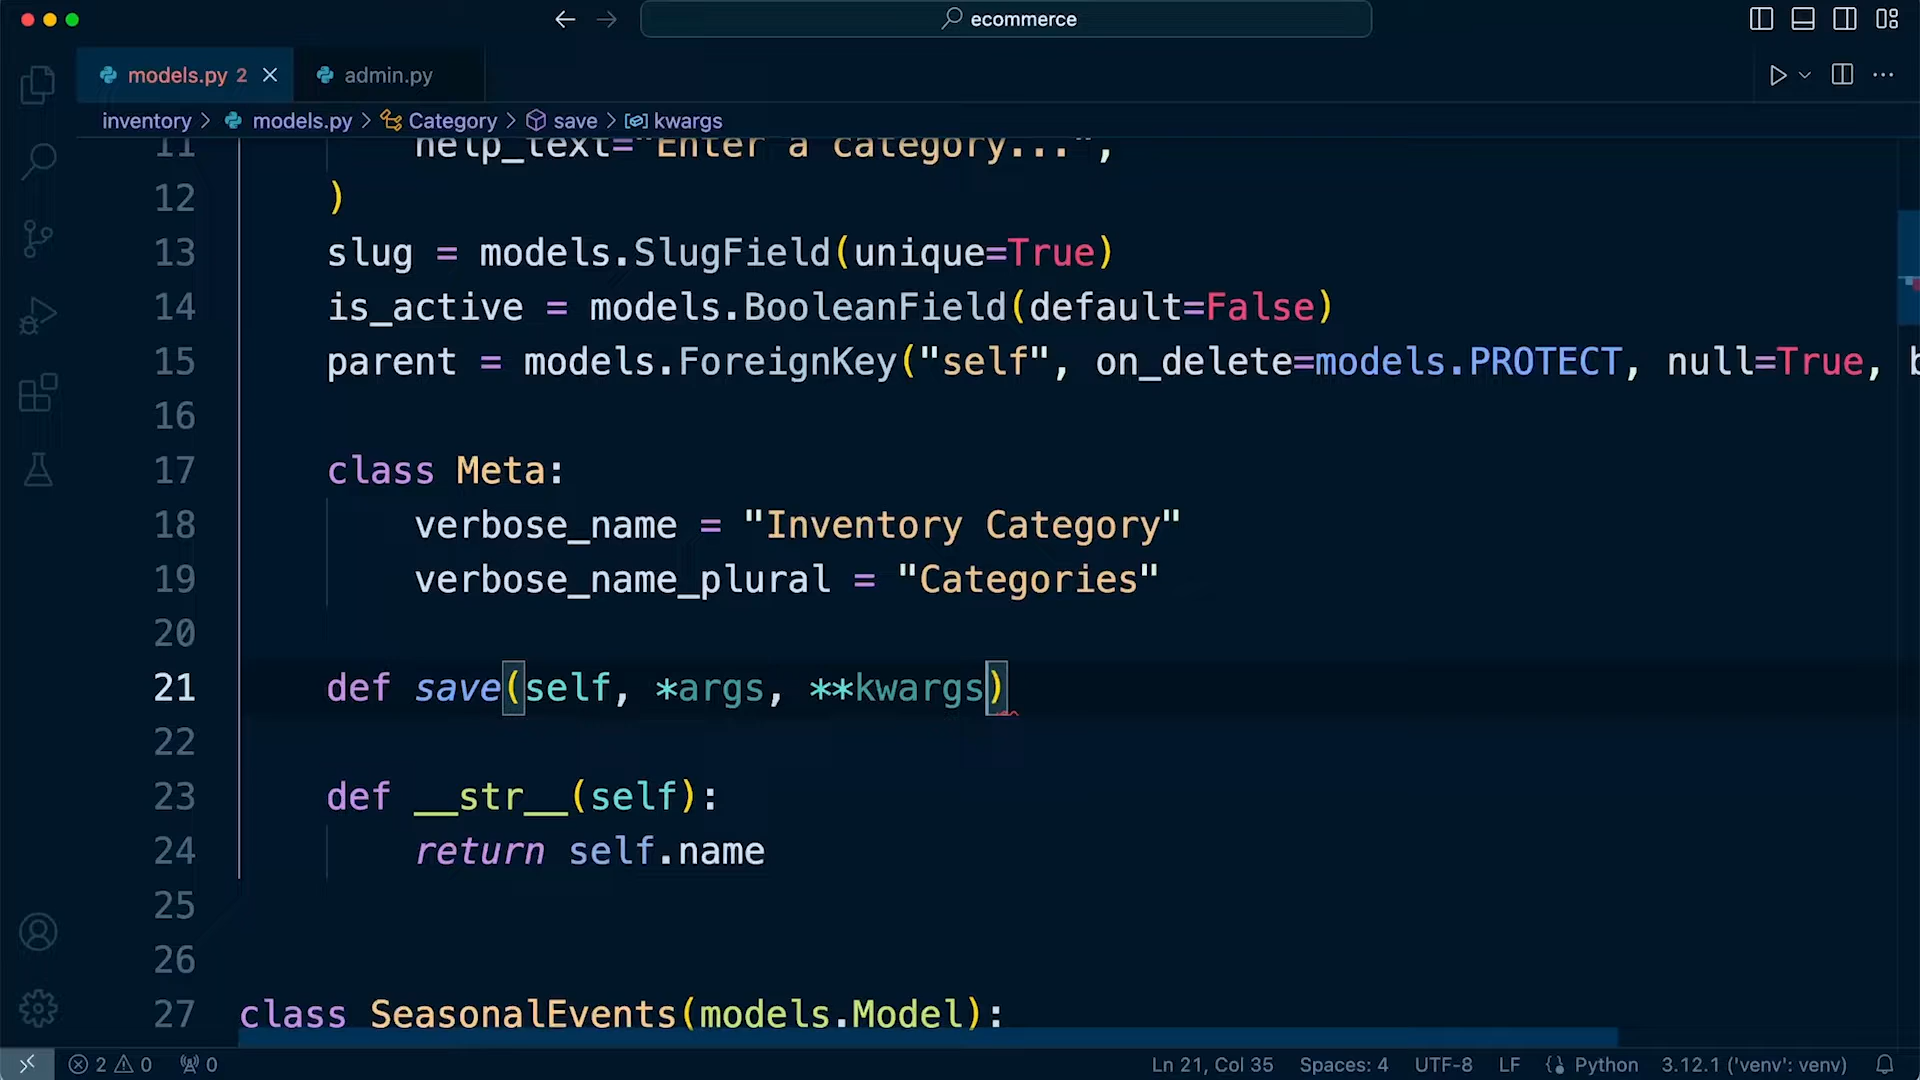 ecommerce
models.py 2
admin.py
inventory > models.py > Category > save > kwargs
11 help_text="Enter a category...",
12 )
13 slug = models.SlugField(unique=True)
14 is_active = models.BooleanField(default=False)
15 parent = models.ForeignKey("self", on_delete=models.PROTECT, null=True, b
16
17 class Meta:
18 verbose_name = "Inventory Category"
19 verbose_name_plural = "Categories"
20
21 def save(self, *args, **kwargs)
22
23 def __str__(self):
24 return self.name
25
26
27 class SeasonalEvents(models.Model):
2 0 0 Ln 21, Col 35 Spaces: 4 UTF-8 LF Python 3.12.1 ('venv': venv)